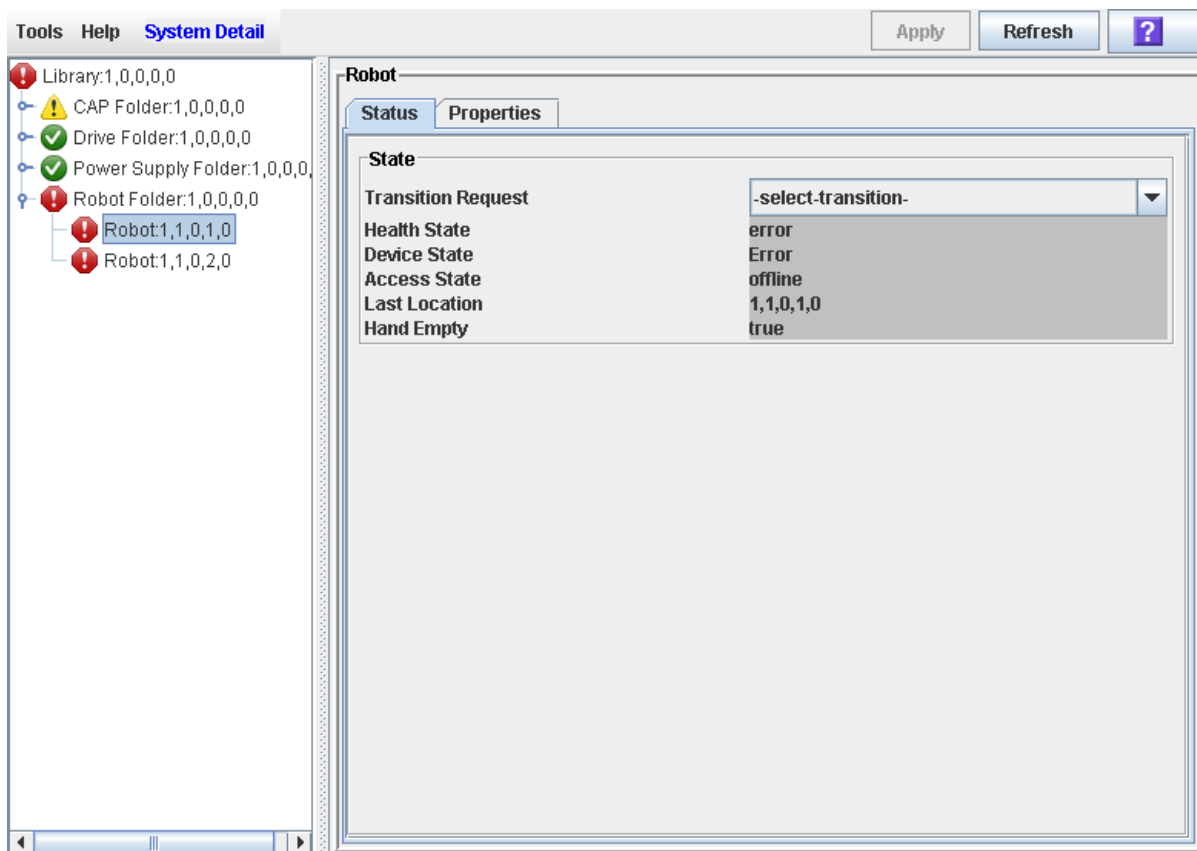 Tools Help System Detail
Apply Refresh ?
Library:1,0,0,0,0
CAP Folder:1,0,0,0,0
Drive Folder:1,0,0,0,0
Power Supply Folder:1,0,0,0,
Robot Folder:1,0,0,0,0
Robot:1,1,0,1,0
Robot:1,1,0,2,0
Robot
Status Properties
State
Transition Request -select-transition-
Health State error
Device State Error
Access State offline
Last Location 1,1,0,1,0
Hand Empty true